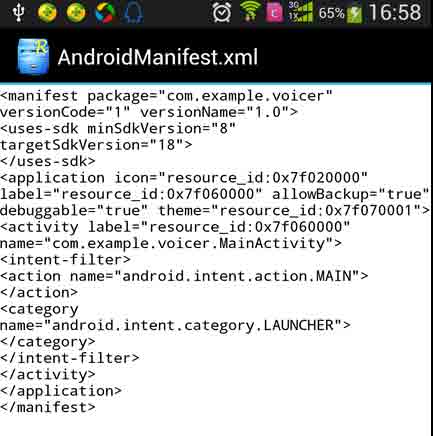 3G
1X
65%
16:58
R
AndroidManifest.xml
<manifest package="com.example.voicer"
versionCode="1" versionName="1.0">
<uses-sdk minSdkVersion="8"
targetSdkVersion="18">
</uses-sdk>
<application icon="resource_id:0x7f020000"
label="resource_id:0x7f060000" allowBackup="true"
debuggable="true" theme="resource_id:0x7f070001">
<activity label="resource_id:0x7f060000"
name="com.example.voicer.MainActivity">
<intent-filter>
<action name="android.intent.action.MAIN">
</action>
<category
name="android.intent.category.LAUNCHER">
</category>
</intent-filter>
</activity>
</application>
</manifest>